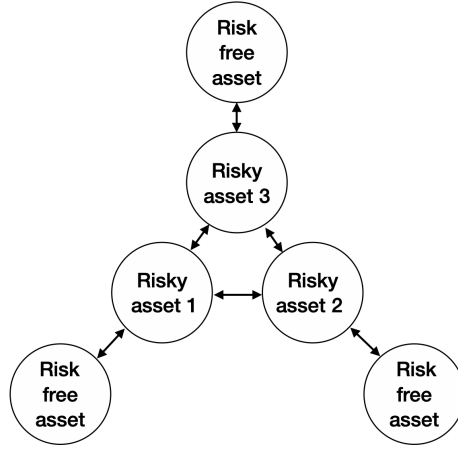 Risk
free
asset
Risky
asset 3
Risky
asset 1
Risky
asset 2
Risk
free
asset
Risk
free
asset